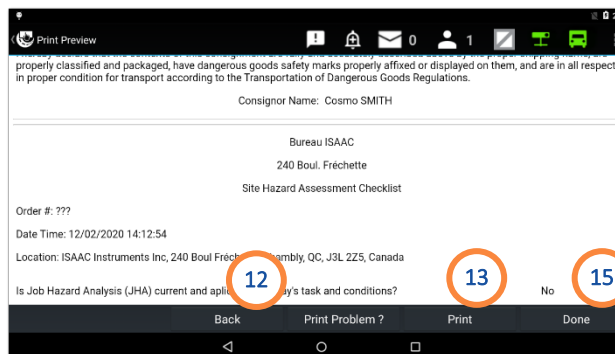 Print Preview
0
1
properly classified and packaged, have dangerous goods safety marks properly affixed or displayed on them, and are in all respect
in proper condition for transport according to the Transportation of Dangerous Goods Regulations.
Consignor Name: Cosmo SMITH
Bureau ISAAC
240 Boul. Fréchette
Site Hazard Assessment Checklist
Order #: ???
Date Time: 12/02/2020 14:12:54
Location: ISAAC Instruments Inc, 240 Boul Fréch mbly, QC, J3L 2Z5, Canada
12
13
15
Is Job Hazard Analysis (JHA) current and apli y's task and conditions? No
Back Print Problem ? Print Done